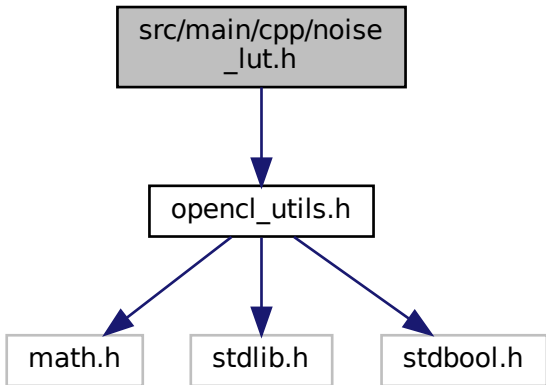 src/main/cpp/noise
_lut.h
opencl_utils.h
math.h
stdlib.h
stdbool.h